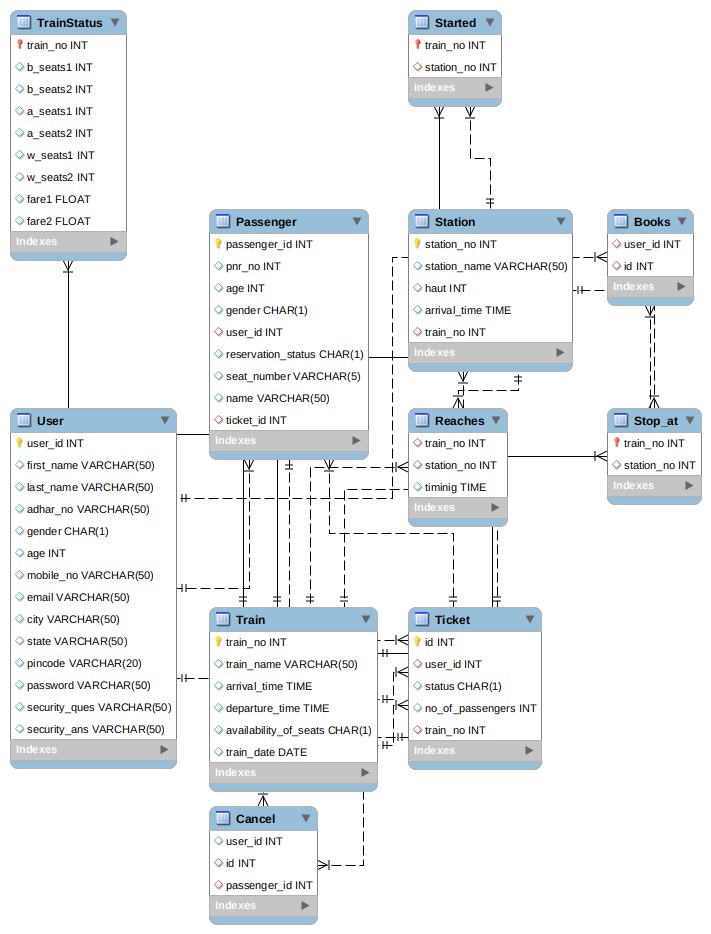 TrainStatus
train_no INT
b_seats1 INT
b_seats2 INT
a_seats1 INT
a_seats2 INT
w_seats1 INT
w_seats2 INT
fare1 FLOAT
fare2 FLOAT
Indexes
Started
train_no INT
station_no INT
Indexes
Passenger
passenger_id INT
pnr_no INT
age INT
gender CHAR(1)
user_id INT
reservation_status CHAR(1)
seat_number VARCHAR(5)
name VARCHAR(50)
ticket_id INT
Indexes
Station
station_no INT
station_name VARCHAR(50)
haut INT
arrival_time TIME
train_no INT
Indexes
Books
user_id INT
id INT
Indexes
User
user_id INT
first_name VARCHAR(50)
last_name VARCHAR(50)
adhar_no VARCHAR(50)
gender CHAR(1)
age INT
mobile_no VARCHAR(50)
email VARCHAR(50)
city VARCHAR(50)
state VARCHAR(50)
pincode VARCHAR(20)
password VARCHAR(50)
security_ques VARCHAR(50)
security_ans VARCHAR(50)
Indexes
Reaches
train_no INT
station_no INT
timinig TIME
Indexes
Stop_at
train_no INT
station_no INT
Indexes
Train
train_no INT
train_name VARCHAR(50)
arrival_time TIME
departure_time TIME
availability_of_seats CHAR(1)
train_date DATE
Indexes
Ticket
id INT
user_id INT
status CHAR(1)
no_of_passengers INT
train_no INT
Indexes
Cancel
user_id INT
id INT
passenger_id INT
Indexes